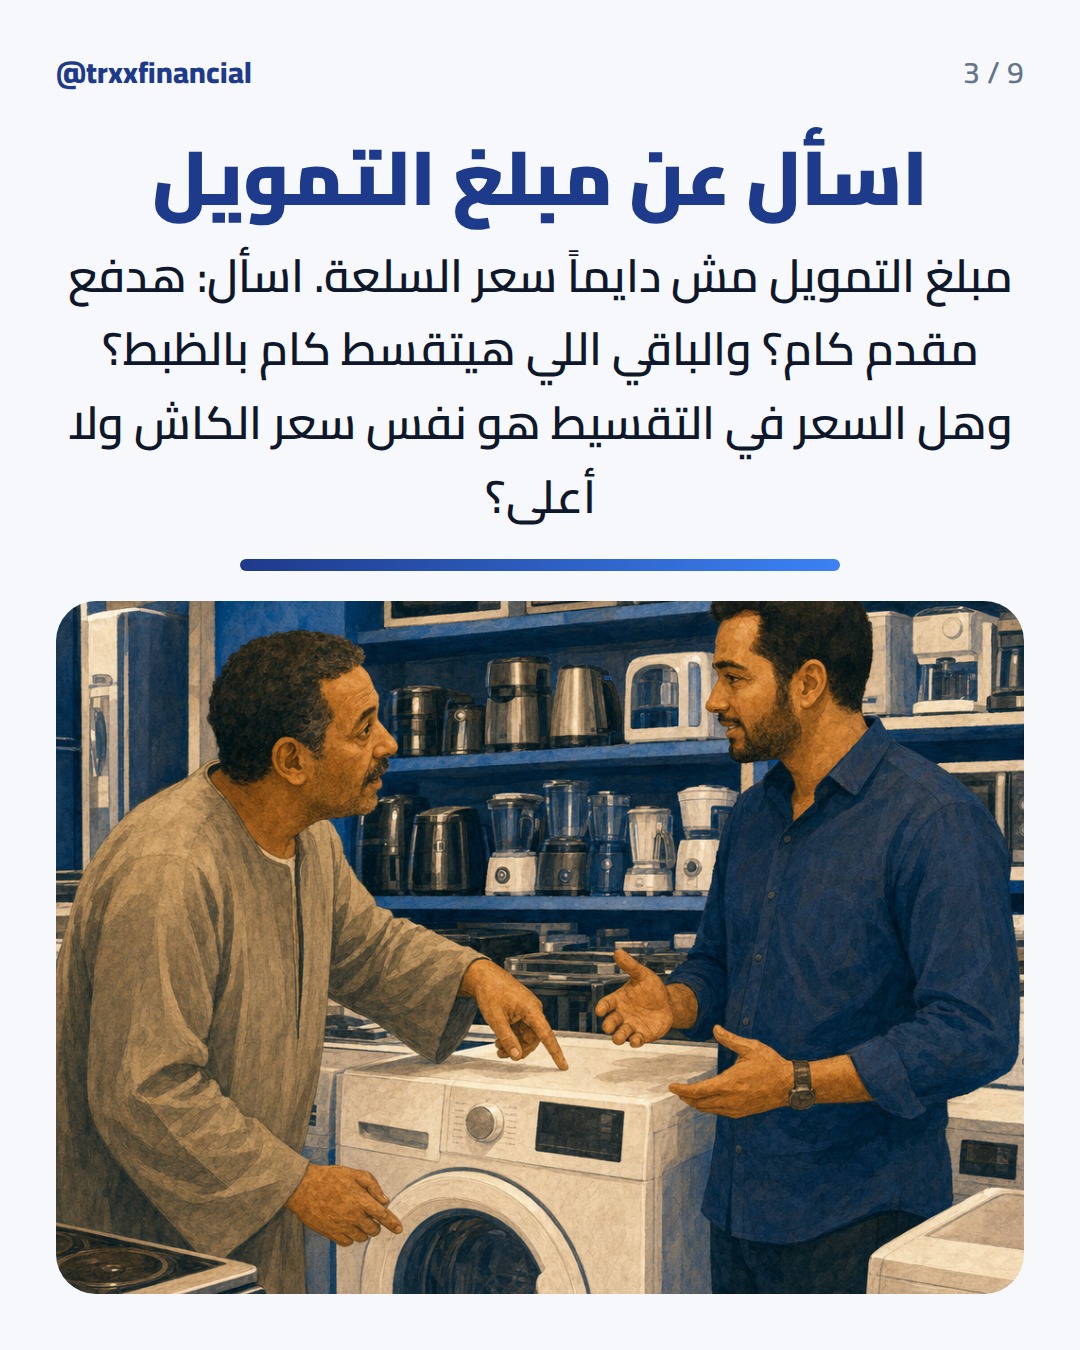 @trxxfinancial
3 / 9
اسأل عن مبلغ التمويل
مبلغ التمويل مش دايماً سعر السلعة. اسأل: هدفع
مقدم كام؟ والباقي اللي هيتقسط كام بالظبط؟
وهل السعر في التقسيط هو نفس سعر الكاش ولا
أعلى؟